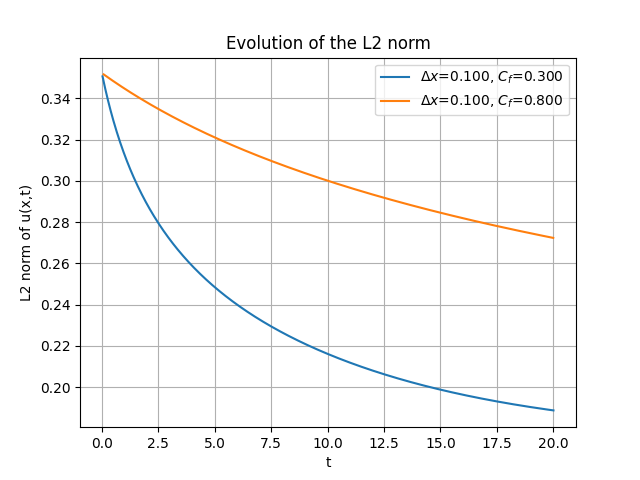 Evolution of the L2 norm
Δx=0.100, C_f=0.300
Δx=0.100, C_f=0.800
L2 norm of u(x,t)
0.34
0.32
0.30
0.28
0.26
0.24
0.22
0.20
0.0 2.5 5.0 7.5 10.0 12.5 15.0 17.5 20.0
t